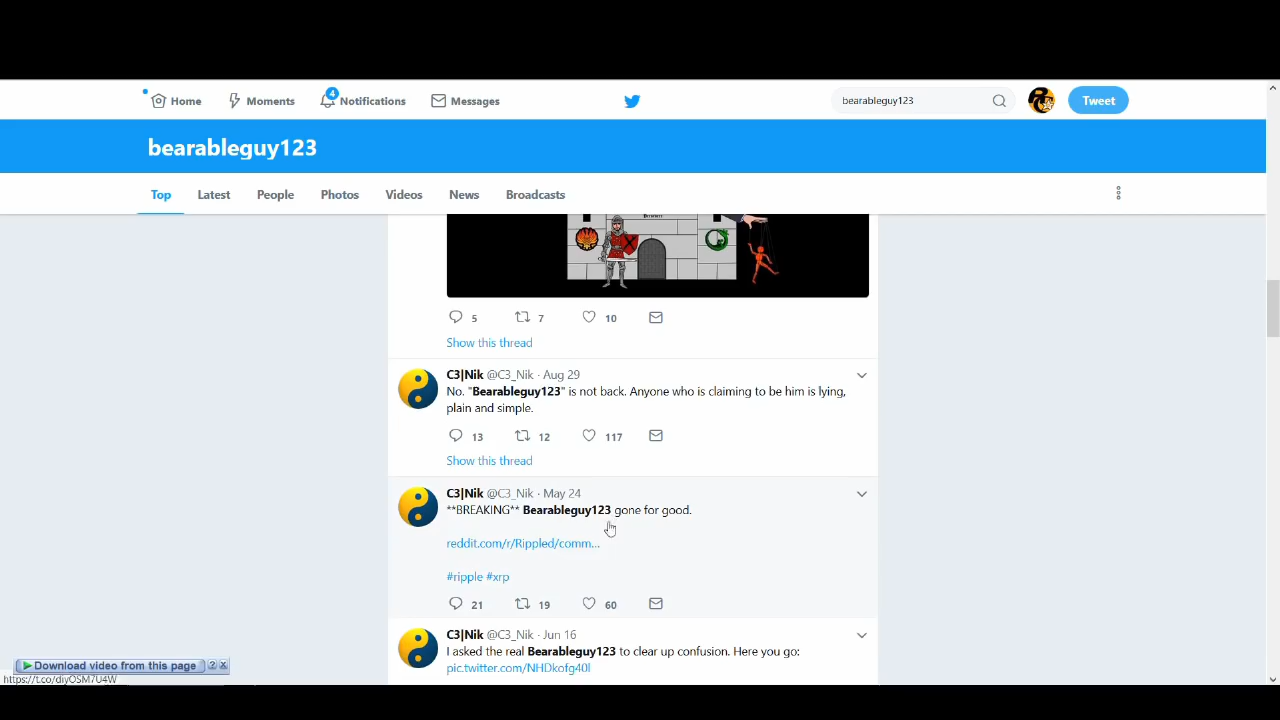 Home
Moments
4
Notifications
Messages
bearableguy123
Tweet
bearableguy123
Top
Latest
People
Photos
Videos
News
Broadcasts
5
7
10
Show this thread
C3|Nik @C3_Nik · Aug 29
No. "Bearableguy123" is not back. Anyone who is claiming to be him is lying,
plain and simple.
13
12
117
Show this thread
C3|Nik @C3_Nik · May 24
**BREAKING** Bearableguy123 gone for good.
reddit.com/r/Rippled/comm...
#ripple #xrp
21
19
60
C3|Nik @C3_Nik · Jun 16
I asked the real Bearableguy123 to clear up confusion. Here you go:
pic.twitter.com/NHDkofg40l
Download video from this page
?
https://t.co/diyOSM7U4W